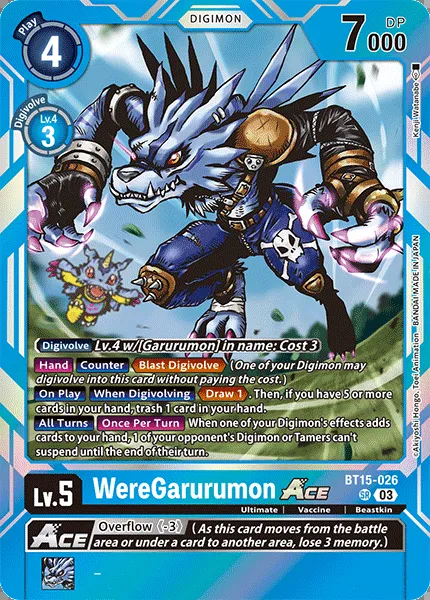 Play
4
DIGIMON
DP
7000
Digivolve
Lv.4
3
Kenji Watanabe
Digivolve Lv.4 w/[Garurumon] in name: Cost 3
Hand Counter Blast Digivolve (One of your Digimon may
digivolve into this card without paying the cost.)
On Play When Digivolving Draw 1. Then, if you have 5 or more
cards in your hand, trash 1 card in your hand.
All Turns Once Per Turn When one of your Digimon's effects adds
cards to your hand, 1 of your opponent's Digimon or Tamers can't
suspend until the end of their turn.
©Akiyoshi Hongo, Toei Animation BANDAI MADE IN JAPAN
Lv.5 WereGarurumon ACE
BT15-026
SR 03
Ultimate Vaccine Beastkin
ACE Overflow《-3》(As this card moves from the battle
area or under a card to another area, lose 3 memory.)
–